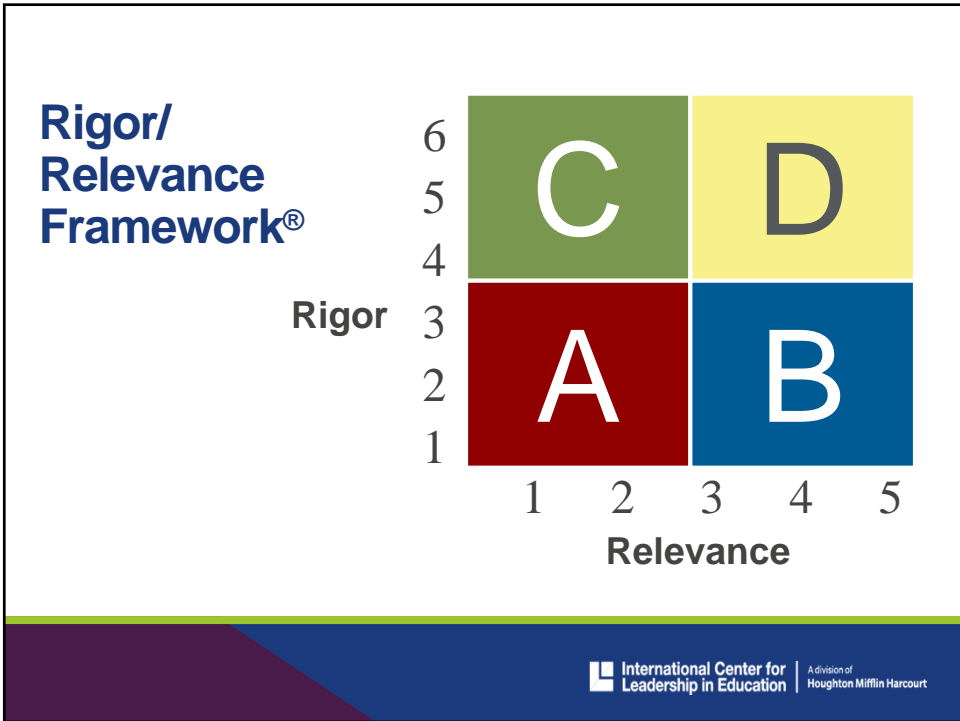 Rigor/
Relevance
Framework®
6
5
4
Rigor 3
2
1
C D
A B
1 2 3 4 5
Relevance
International Center for
Leadership in Education
A division of
Houghton Mifflin Harcourt